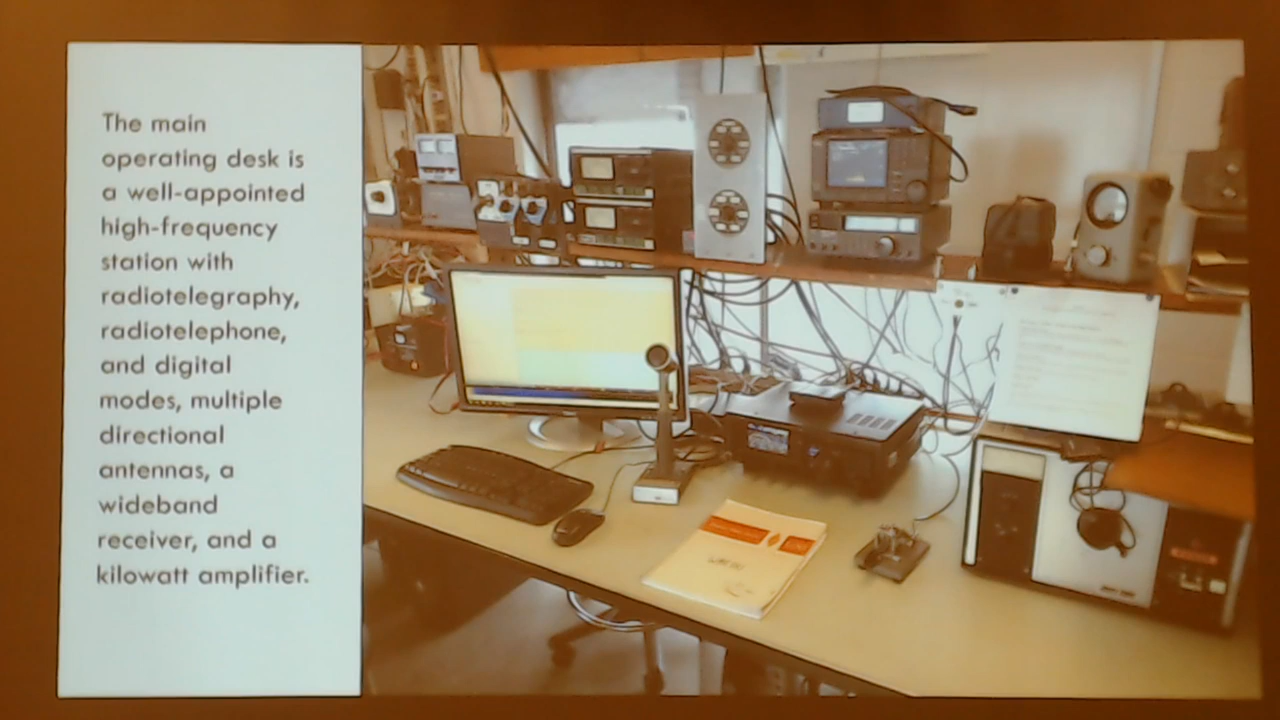 The main
operating desk is
a well-appointed
high-frequency
station with
radiotelegraphy,
radiotelephone,
and digital
modes, multiple
directional
antennas, a
wideband
receiver, and a
kilowatt amplifier.